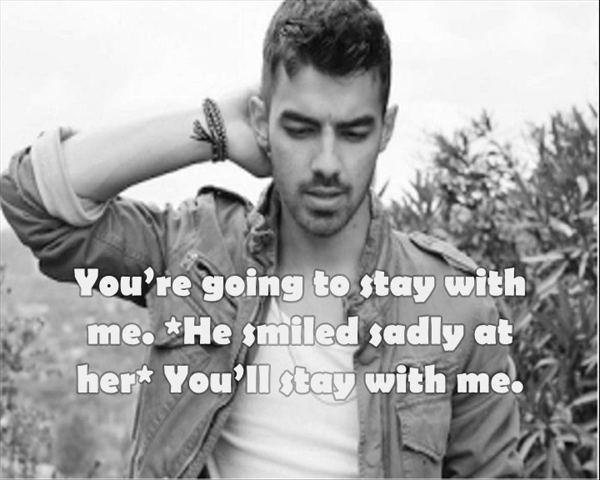 You're going to stay with
me. *He smiled sadly at
her* You'll stay with me.